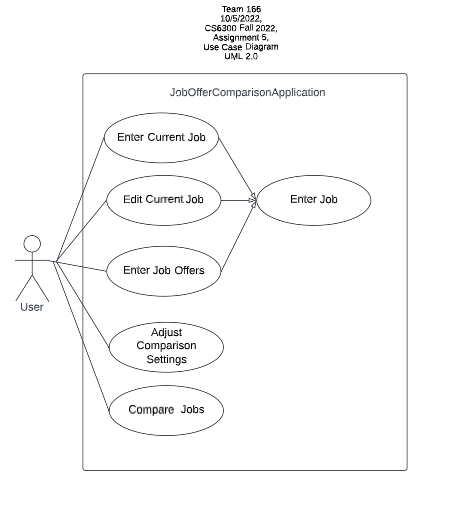 Team 166
10/5/2022,
CS6300 Fall 2022,
Assignment 5,
Use Case Diagram
UML 2.0
JobOfferComparisonApplication
Enter Current Job
Edit Current Job
Enter Job
Enter Job Offers
User
Adjust
Comparison
Settings
Compare Jobs